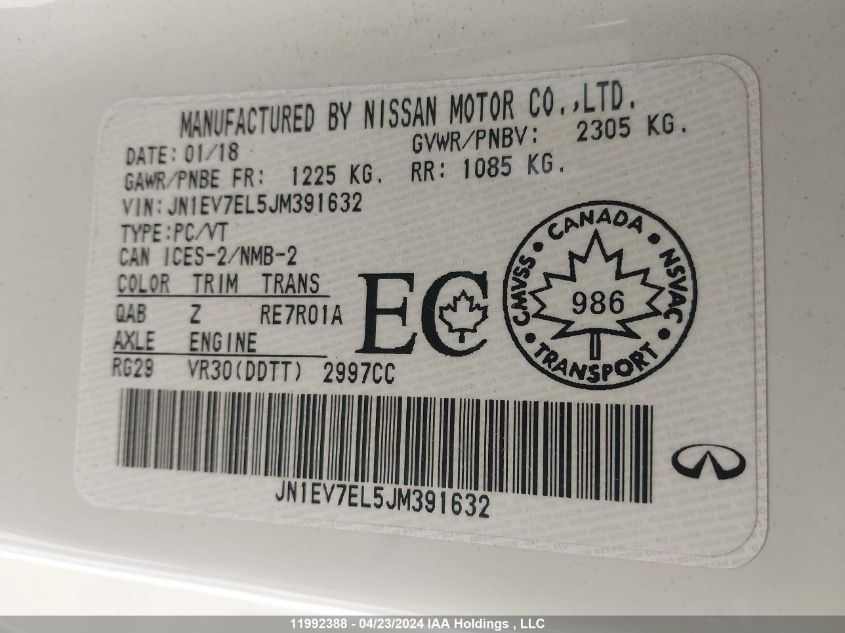 MANUFACTURED BY NISSAN MOTOR CO.,LTD.
DATE: 01/18
GVWR/PNBV: 2305 KG.
GAWR/PNBE FR: 1225 KG. RR: 1085 KG.
VIN:JN1EV7EL5JM391632
TYPE:PC/VT
CAN ICES-2/NMB-2
COLOR TRIM TRANS
QAB Z RE7R01A
AXLE ENGINE
RG29 VR30(DDTT) 2997CC
EC
CANADA
CMVSS
NSVAC
986
TRANSPORT
JN1EV7EL5JM391632
11992388 - 04/23/2024 IAA Holdings , LLC